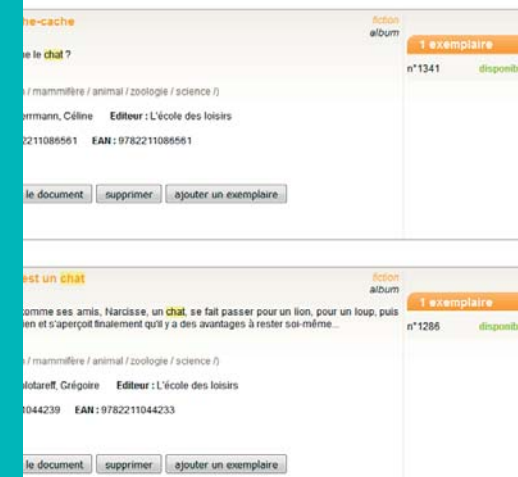 he-cache
fiction
album
1 exemplaire
le chat ?
n°1341 disponib
/ mammifère / animal / zoologie / science /)
errmann, Céline Editeur : L'école des loisirs
2211086561 EAN : 9782211086561
le document supprimer ajouter un exemplaire
est un chat
fiction
album
1 exemplaire
omme ses amis, Narcisse, un chat, se fait passer pour un lion, pour un loup, puis
en et s'aperçoit finalement qu'il y a des avantages à rester soi-même...
n°1286 disponib
/ mammifère / animal / zoologie / science /)
olotareff, Grégoire Editeur : L'école des loisirs
044239 EAN : 9782211044233
le document supprimer ajouter un exemplaire